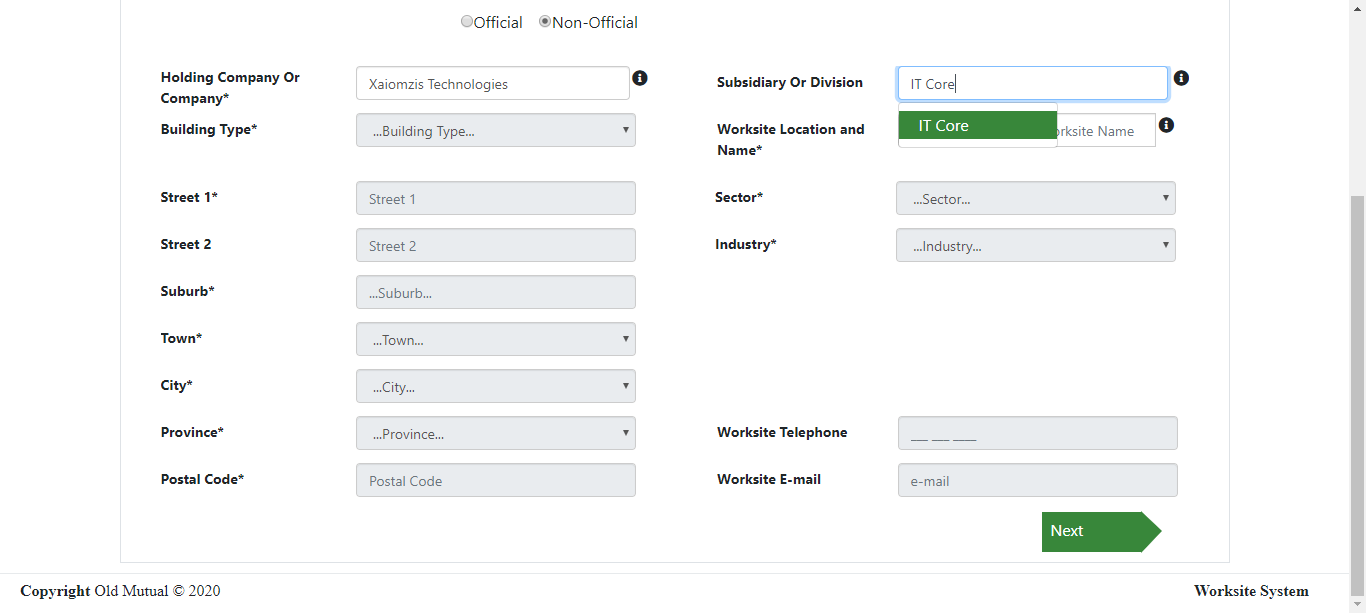 Official Non-Official
Holding Company Or
Company*
Xaiomzis Technologies
Subsidiary Or Division
IT Core
IT Core
Building Type*
...Building Type...
Worksite Location and
Name*
Worksite Name
Street 1*
Street 1
Sector*
...Sector...
Street 2
Street 2
Industry*
...Industry...
Suburb*
...Suburb...
Town*
...Town...
City*
...City...
Province*
...Province...
Worksite Telephone
___ ___ ____
Postal Code*
Postal Code
Worksite E-mail
e-mail
Next
Copyright Old Mutual © 2020
Worksite System